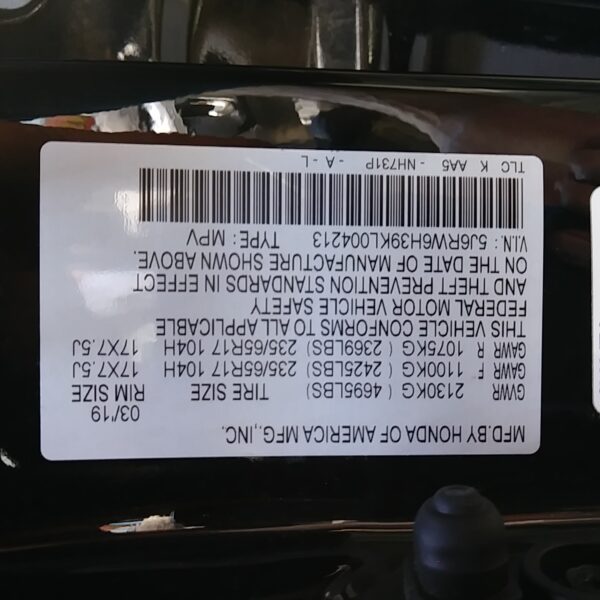 MFD.BY HONDA OF AMERICA MFG.,INC.
03/19
GVWR 2130KG ( 4695LBS) TIRE SIZE RIM SIZE
GAWR F 1100KG ( 2425LBS) 235/65R17 104H 17X7.5J
GAWR R 1075KG ( 2369LBS) 235/65R17 104H 17X7.5J
THIS VEHICLE CONFORMS TO ALL APPLICABLE
FEDERAL MOTOR VEHICLE SAFETY
AND THEFT PREVENTION STANDARDS IN EFFECT
ON THE DATE OF MANUFACTURE SHOWN ABOVE.
V.I.N.: 5J6RW6H39KL004213 TYPE: MPV
TLC K AA5 - NH731P - A - L